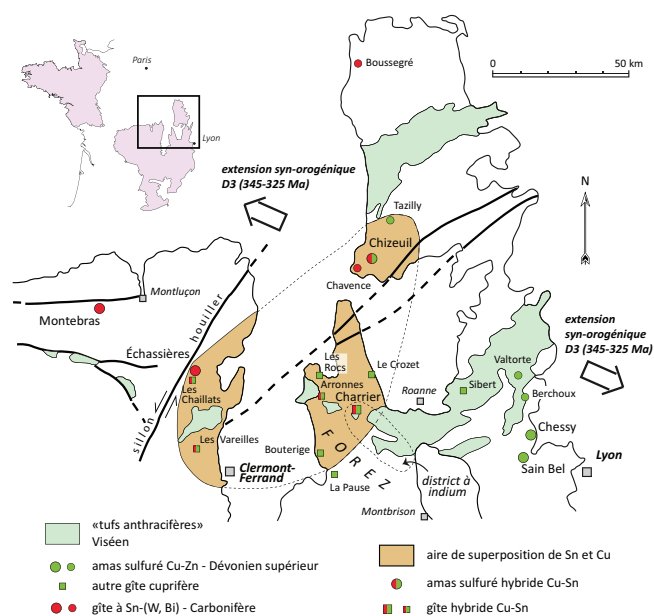 Paris
Lyon
0 50 km
Boussegré
N
extension syn-orogénique
D3 (345-325 Ma)
Tazilly
Chizeuil
Chavence
Montluçon
Montebras
Échassières
sillon houiller
Les Chaillats
Les Vareilles
Clermont-
Ferrand
Les
Rocs
Arronnes
Le Crozet
Charrier
Bouterige
La Pause
FOREZ
Roanne
Montbrison
district à
indium
extension
syn-orogénique
D3 (345-325 Ma)
Valtorte
Sibert
Berchoux
Chessy
Sain Bel
Lyon
«tufs anthracifères»
Viséen
amas sulfuré Cu-Zn - Dévonien supérieur
autre gîte cuprifère
gîte à Sn-(W, Bi) - Carbonifère
aire de superposition de Sn et Cu
amas sulfuré hybride Cu-Sn
gîte hybride Cu-Sn